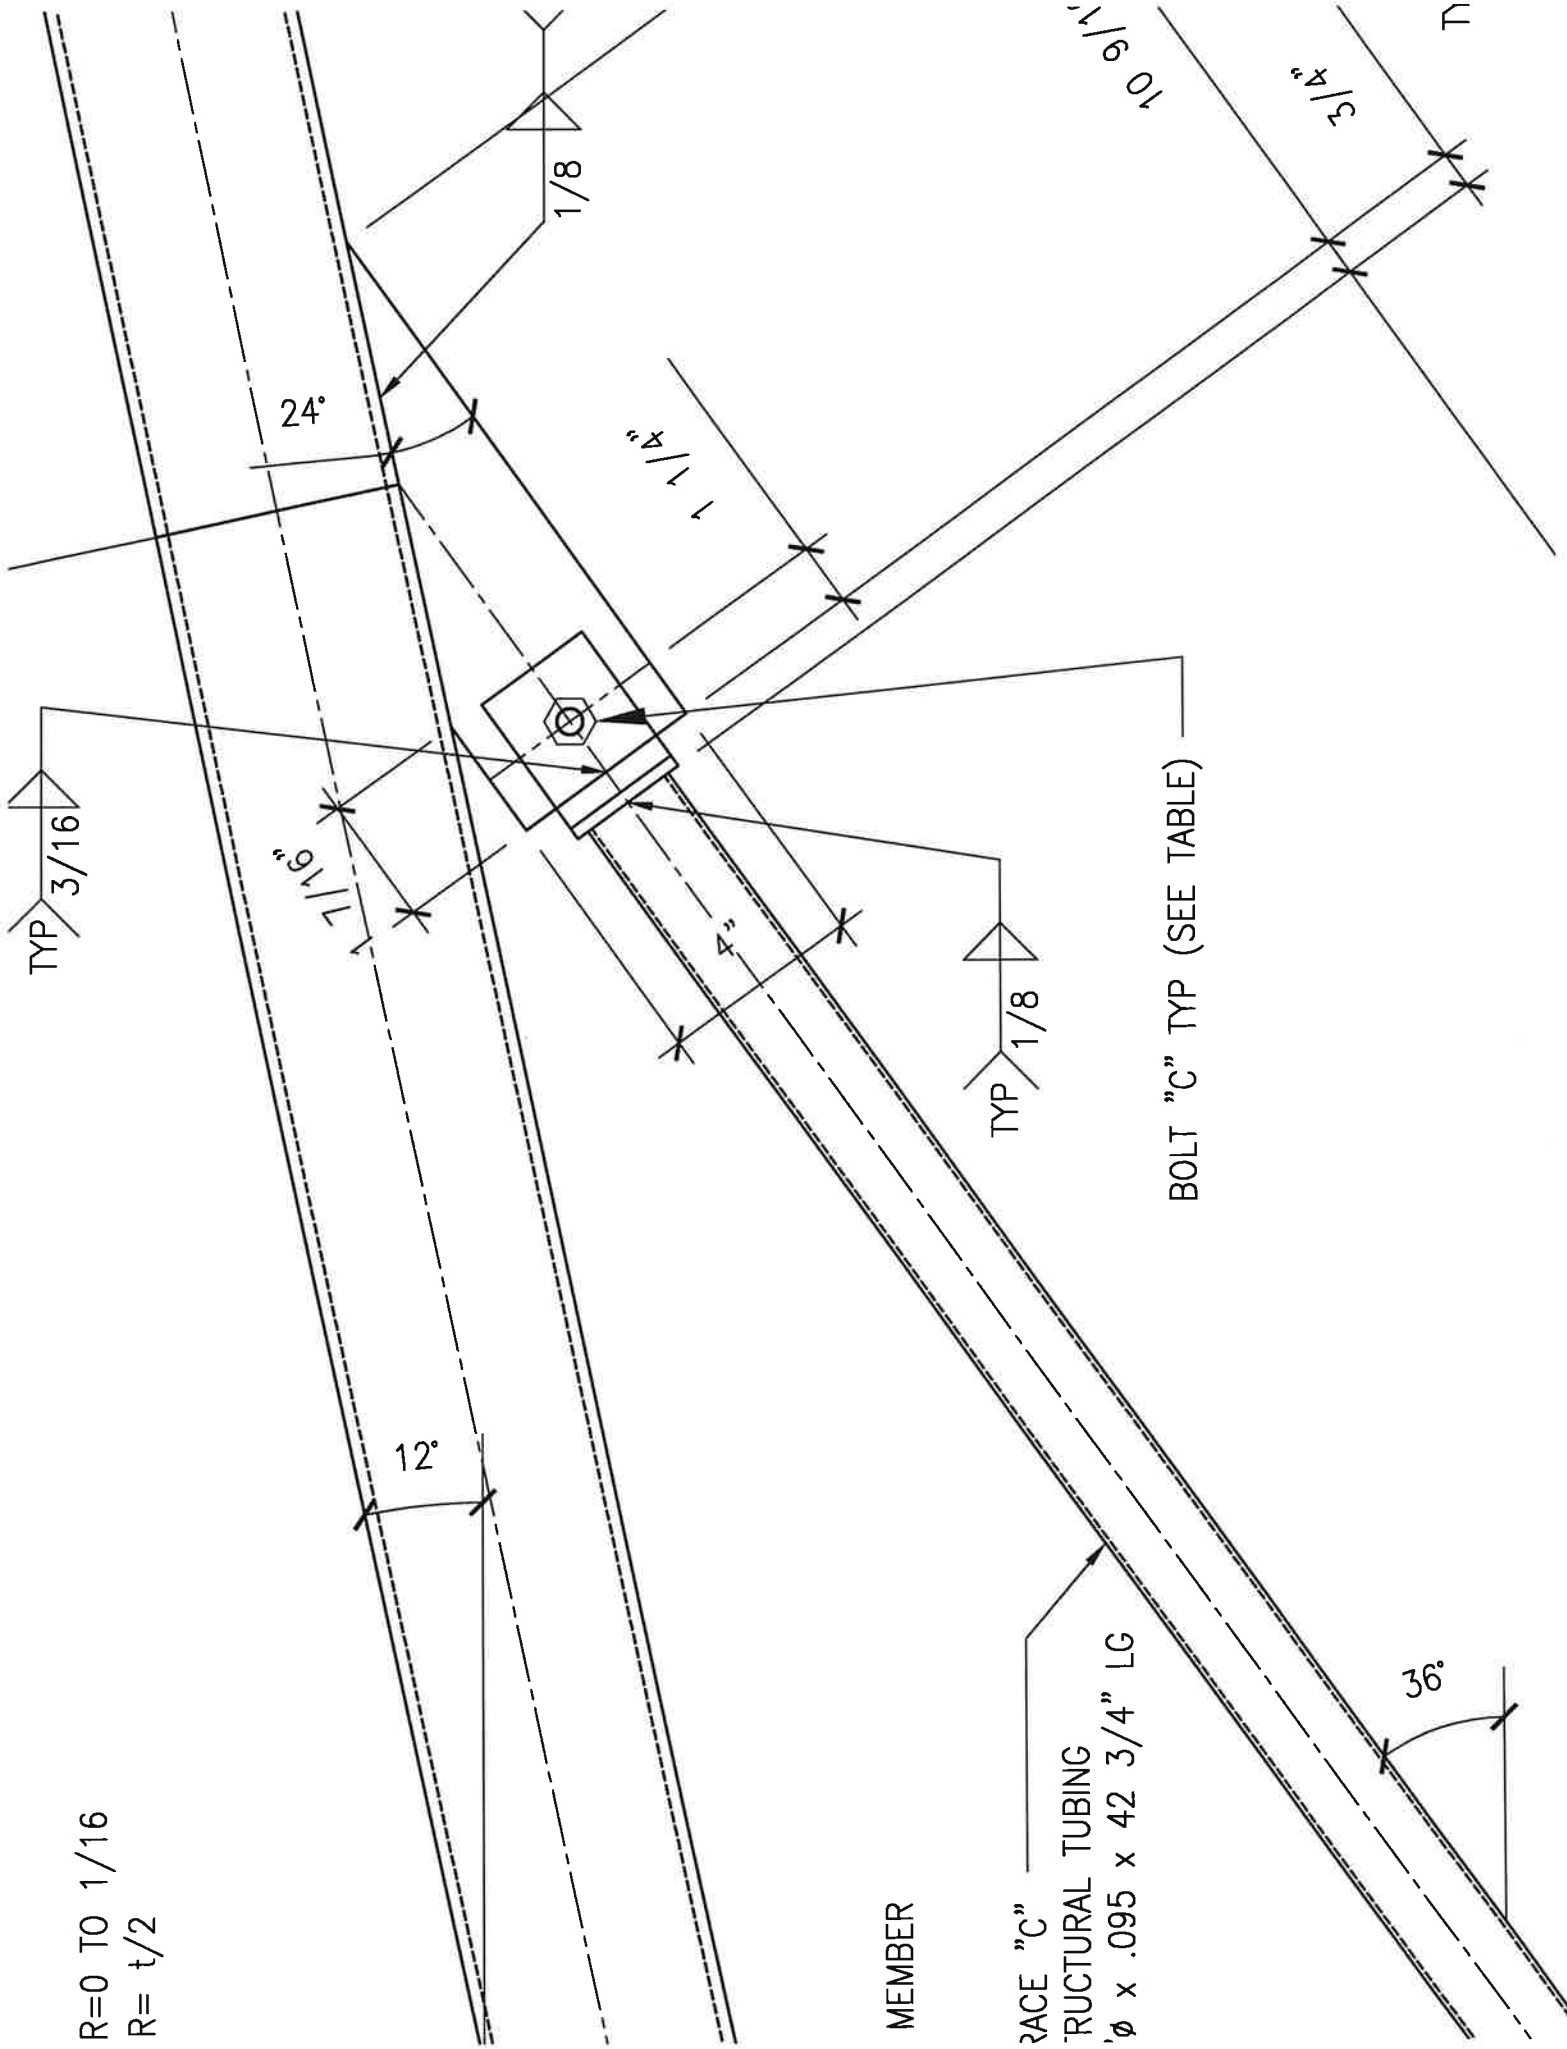 R=0 TO 1/16
R= t/2
TYP
3/16
1 7/16"
24°
1/8
12°
4"
1 1/4"
10 9/1
3/4"
TYP
1/8
BOLT "C" TYP (SEE TABLE)
MEMBER
RACE "C"
TRUCTURAL TUBING
"ø x .095 x 42 3/4" LG
36°